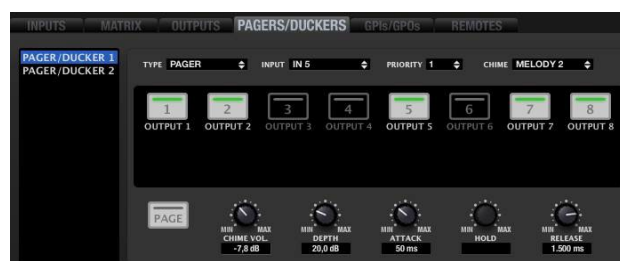 INPUTS MATRIX OUTPUTS PAGERS/DUCKERS GPIs/GPOs REMOTES
PAGER/DUCKER 1
PAGER/DUCKER 2
TYPE PAGER INPUT IN 5 PRIORITY 1 CHIME MELODY 2
1 2 3 4 5 6 7 8
OUTPUT 1 OUTPUT 2 OUTPUT 3 OUTPUT 4 OUTPUT 5 OUTPUT 6 OUTPUT 7 OUTPUT 8
PAGE
MIN MAX MIN MAX MIN MAX MIN MAX MIN MAX
CHIME VOL. DEPTH ATTACK HOLD RELEASE
-7,8 dB 20,0 dB 50 ms 1.500 ms